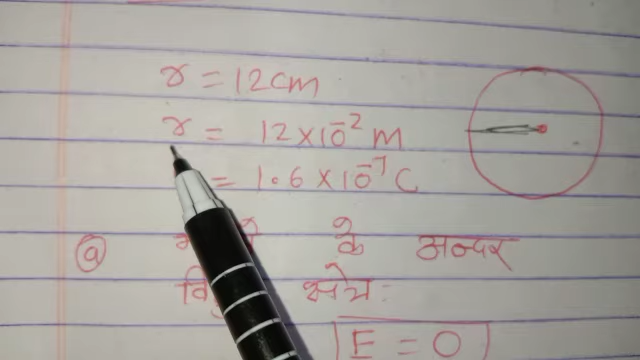 r = 12cm
r = 12×10⁻² m
= 1.6 × 10⁻⁷ C
ⓐ के अन्दर
क्षेत्र:
E = 0